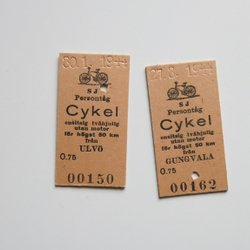 30.1.1944
SJ
Persontåg
Cykel
ensitsig tvåhjulig
utan motor
för högst 50 km
från
ULVÖ
0.75
00150
27.3.1944
SJ
Persontåg
Cykel
ensitsig tvåhjulig
utan motor
för högst 50 km
från
GUNGVALA
0.75
00162